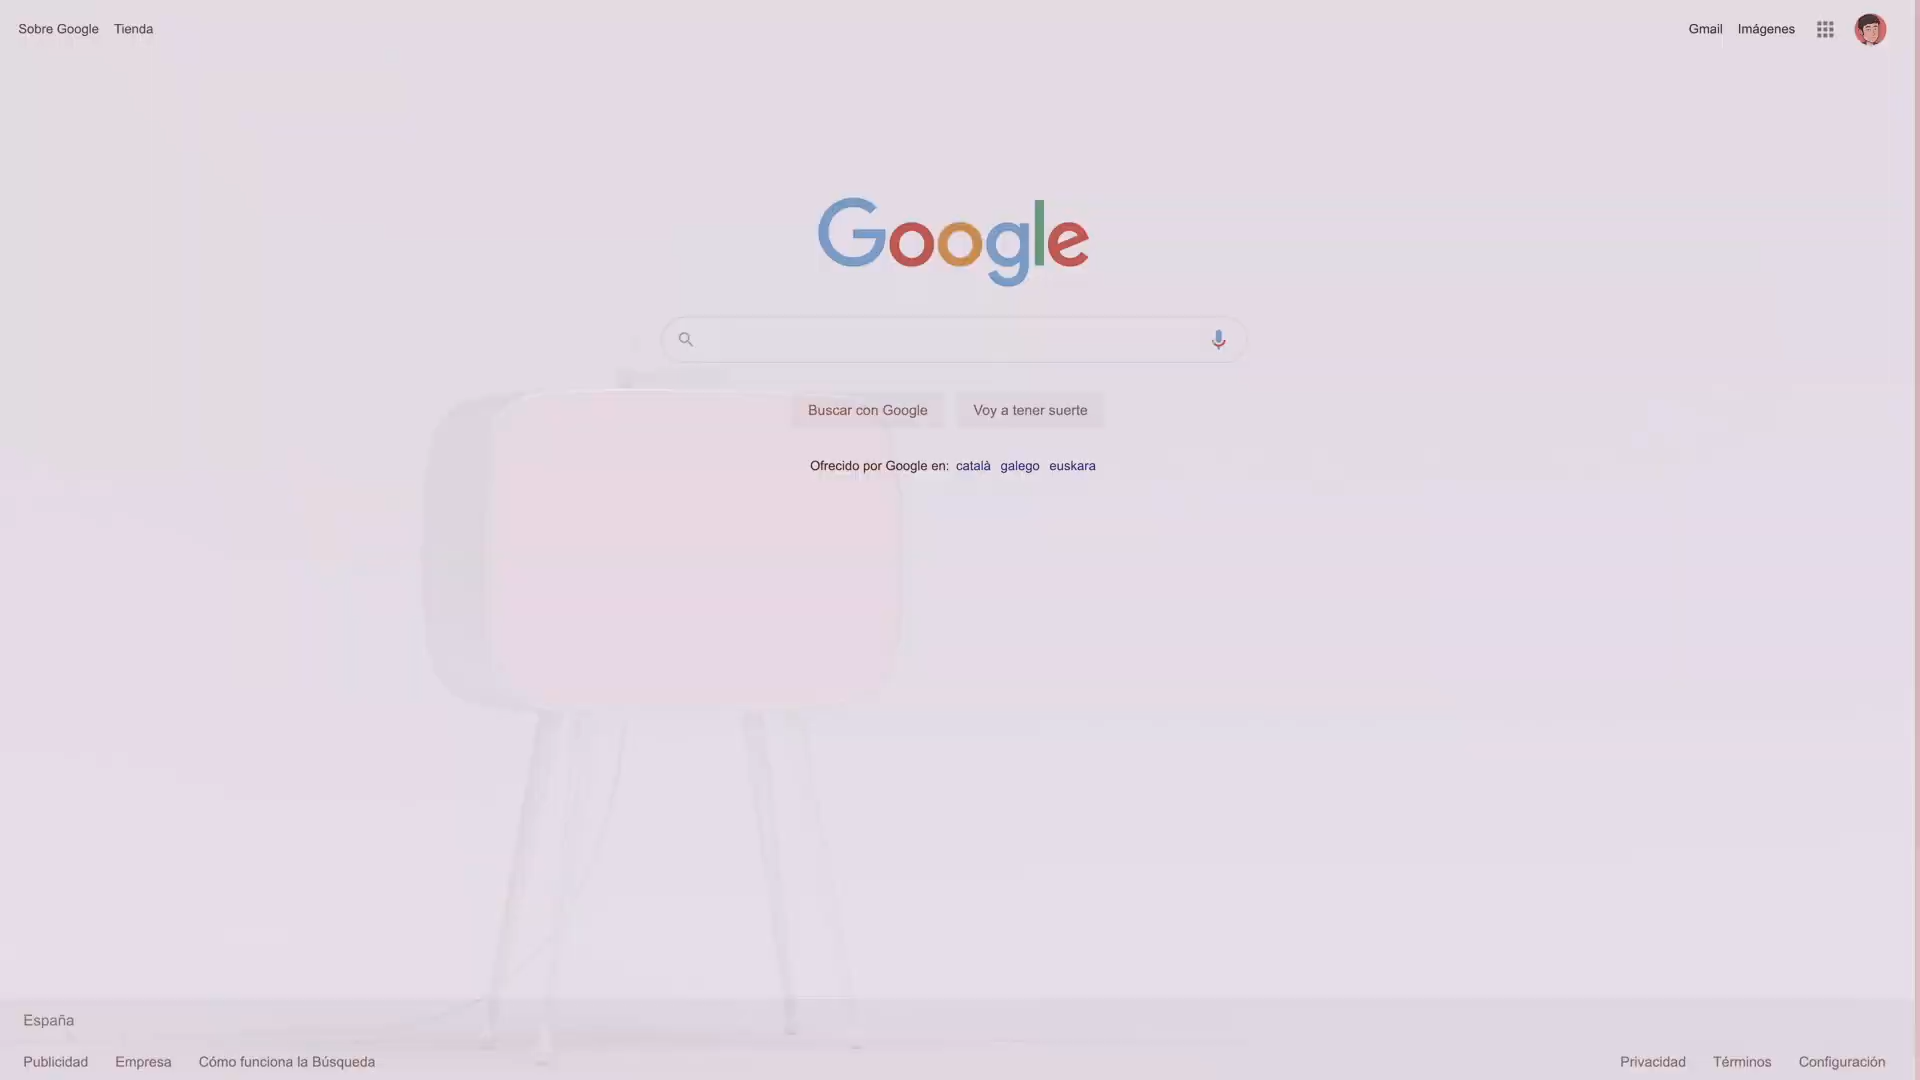 Sobre Google Tienda
Gmail Imágenes
Google
Buscar con Google Voy a tener suerte
Ofrecido por Google en: català galego euskara
España
Publicidad Empresa Cómo funciona la Búsqueda
Privacidad Términos Configuración